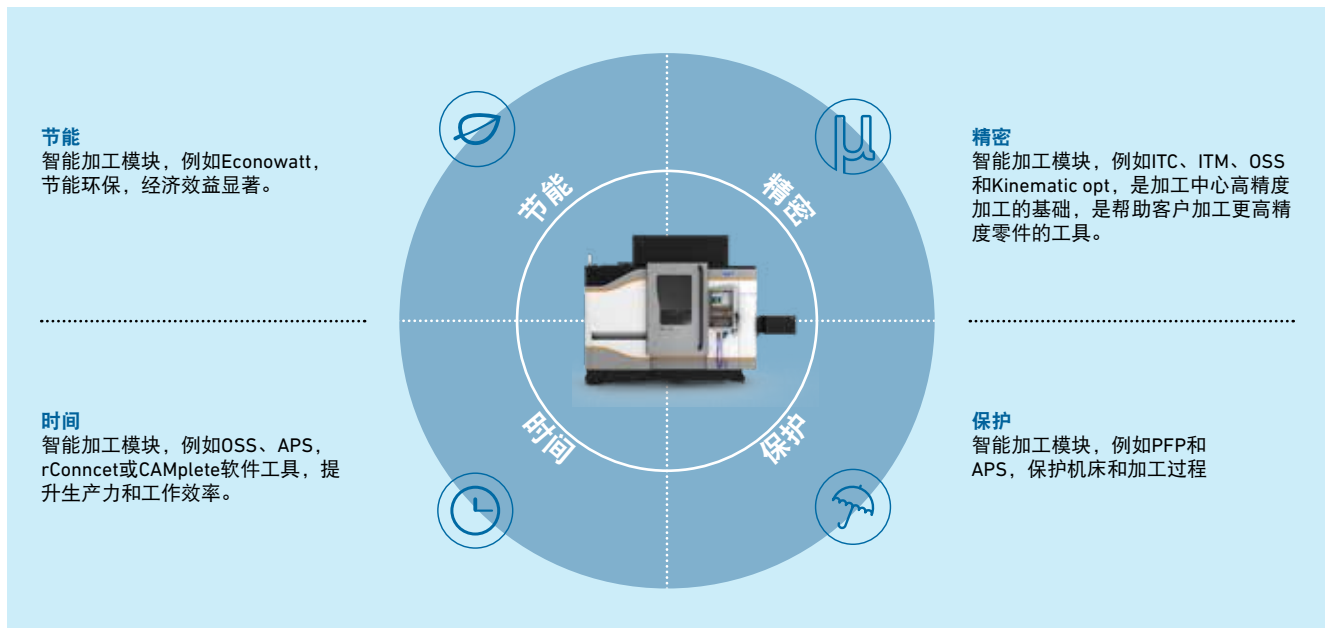 节能
智能加工模块，例如Econowatt，
节能环保，经济效益显著。
精密
智能加工模块，例如ITC、ITM、OSS
和Kinematic opt，是加工中心高精度
加工的基础，是帮助客户加工更高精
度零件的工具。
节能
精密
μ
时间
保护
时间
智能加工模块，例如OSS、APS，
rConncet或CAMplete软件工具，提
升生产力和工作效率。
保护
智能加工模块，例如PFP和
APS，保护机床和加工过程